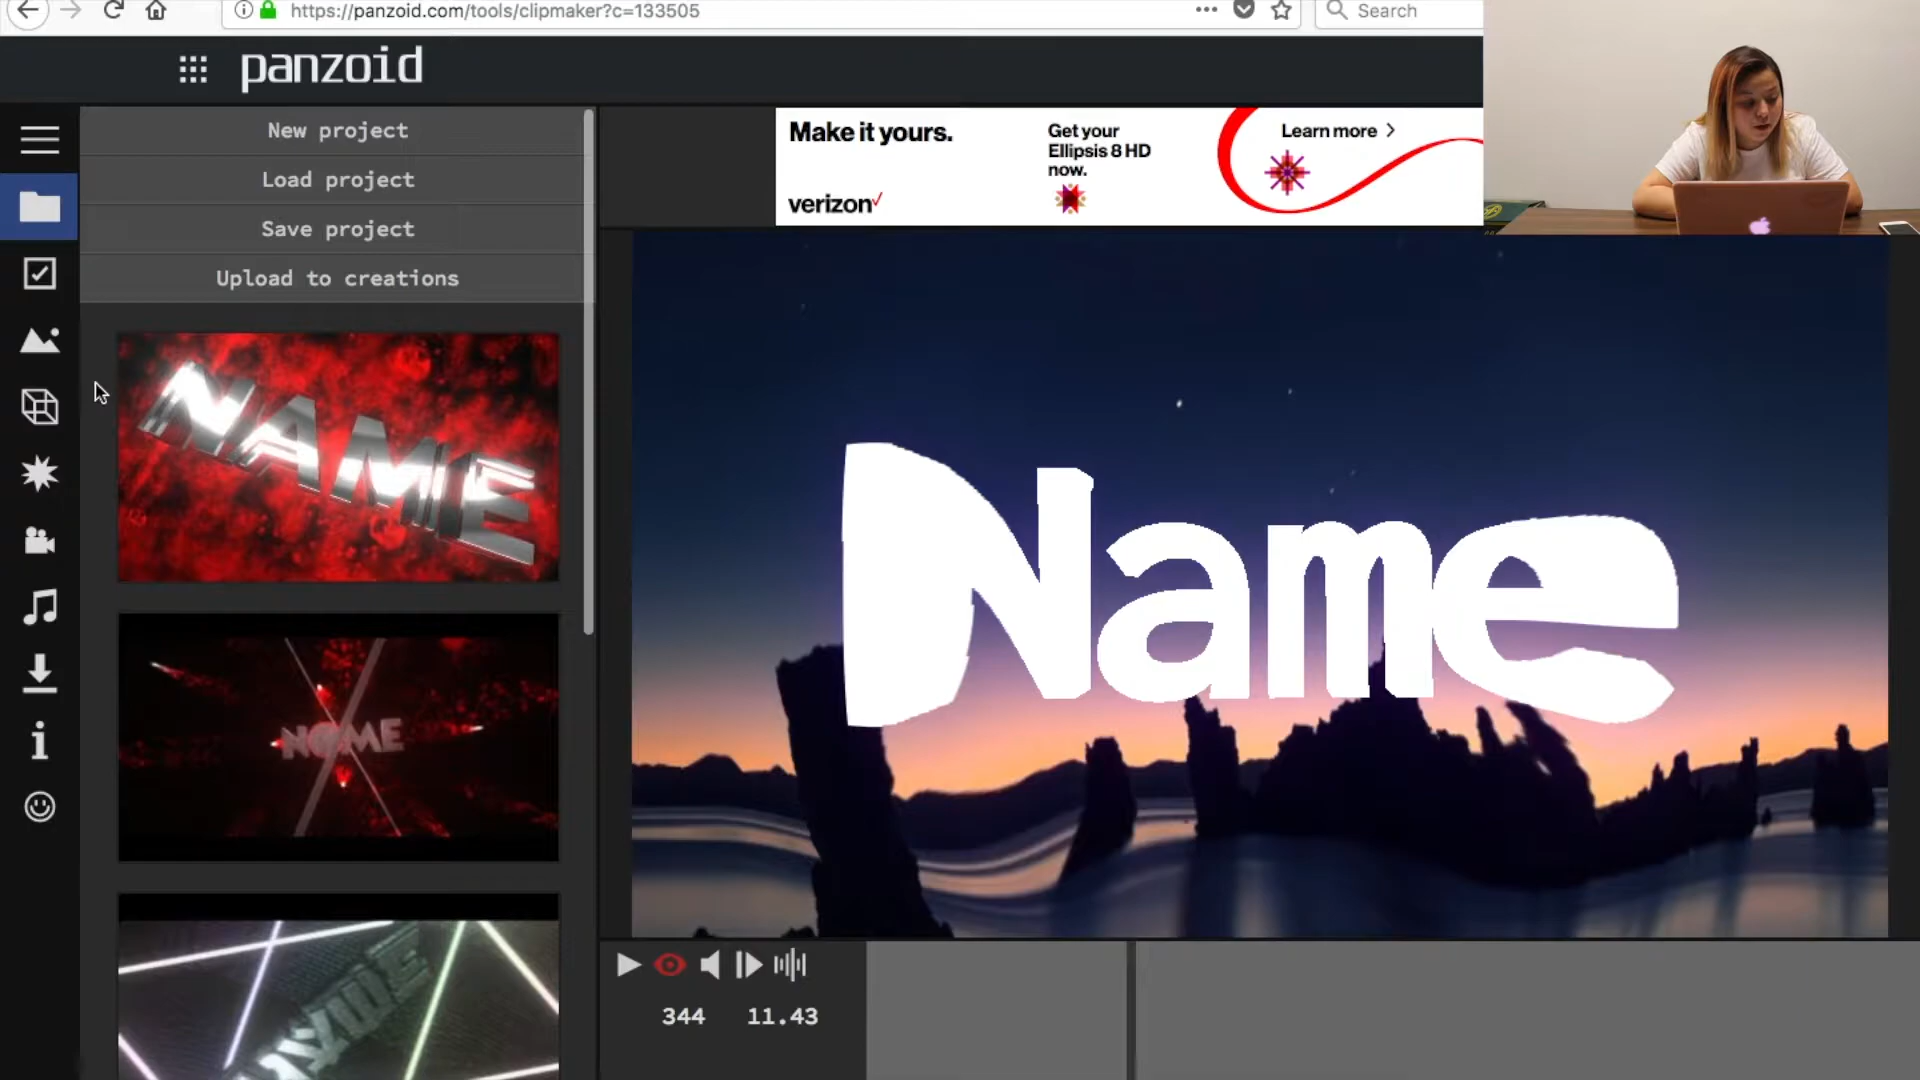 https://panzoid.com/tools/clipmaker?c=133505
Search
panzoid
New project
Load project
Save project
Upload to creations
Make it yours.
verizon
Get your
Ellipsis 8 HD
now.
Learn more
NAME
NAME
NAME
Name
344
11.43